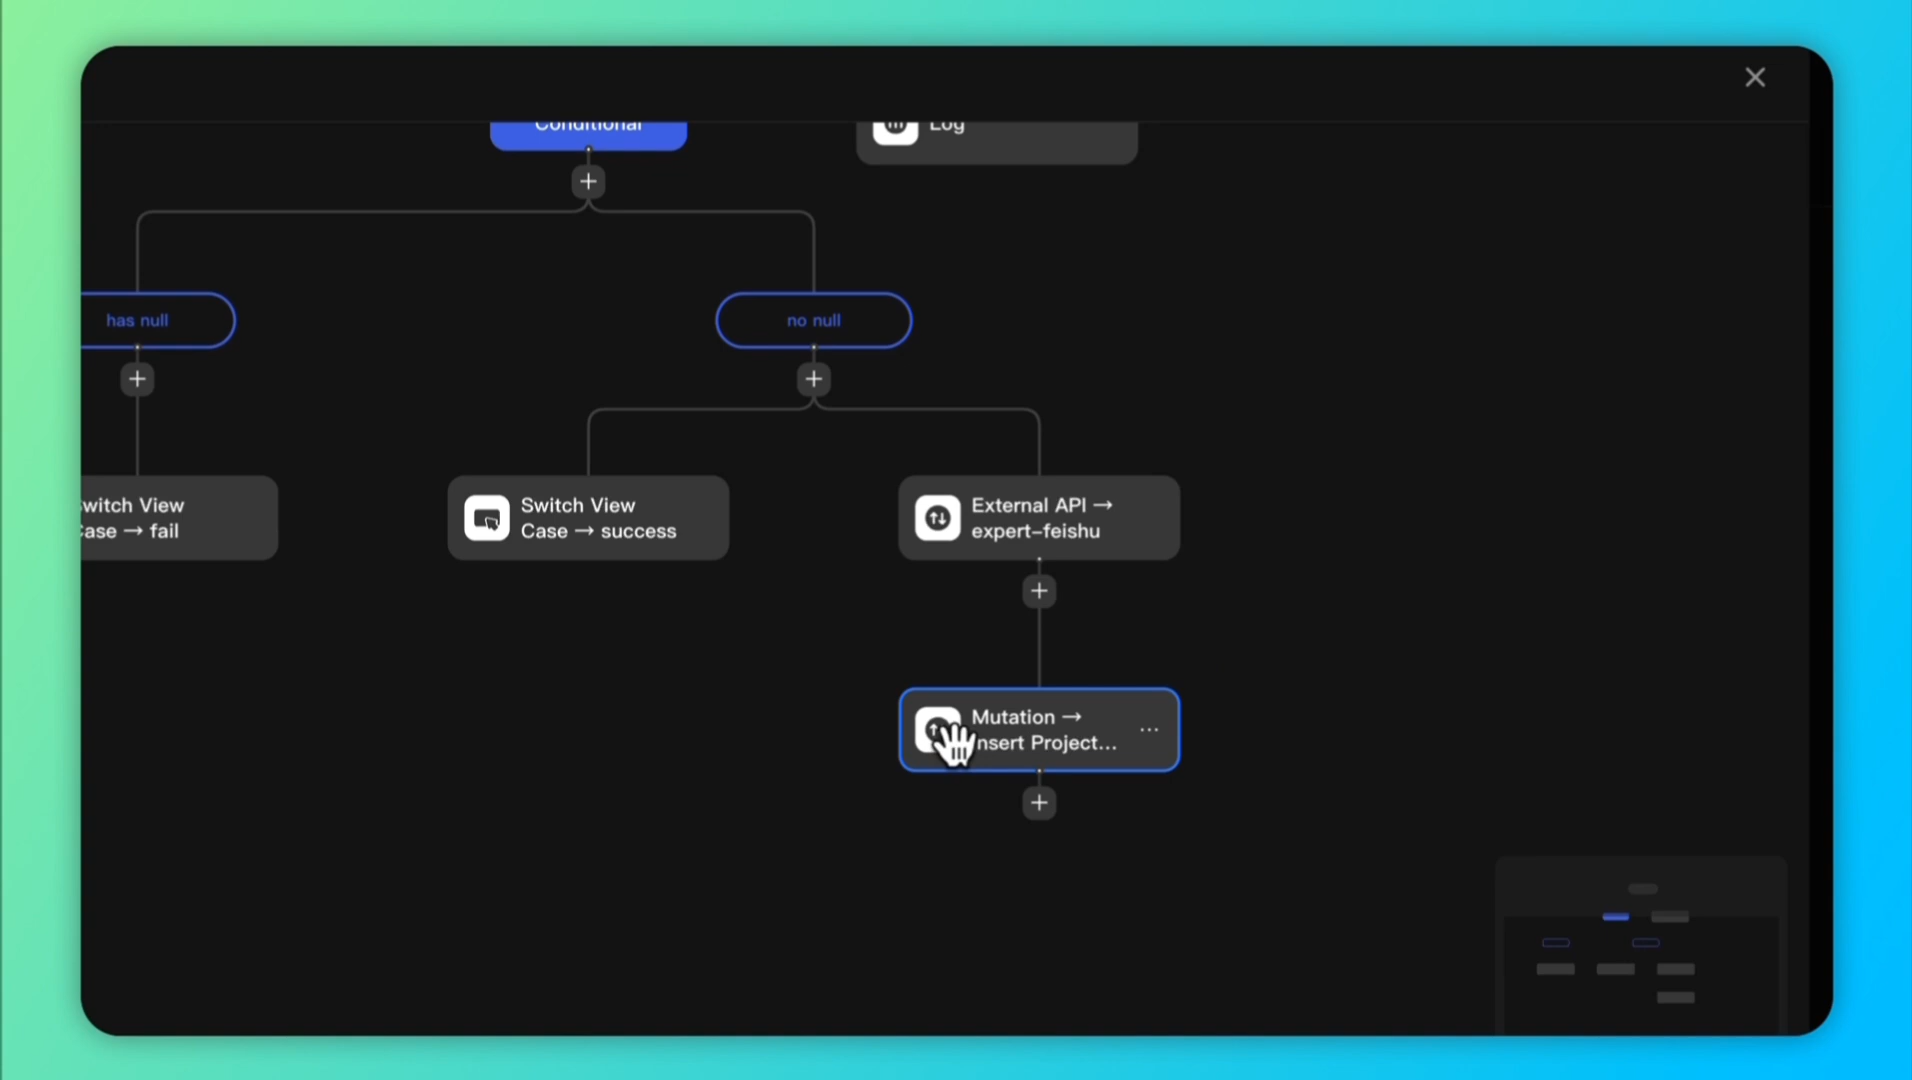 Conditional
Log
has null
no null
witch View
Case → fail
Switch View
Case → success
External API →
expert-feishu
Mutation →
nsert Project...